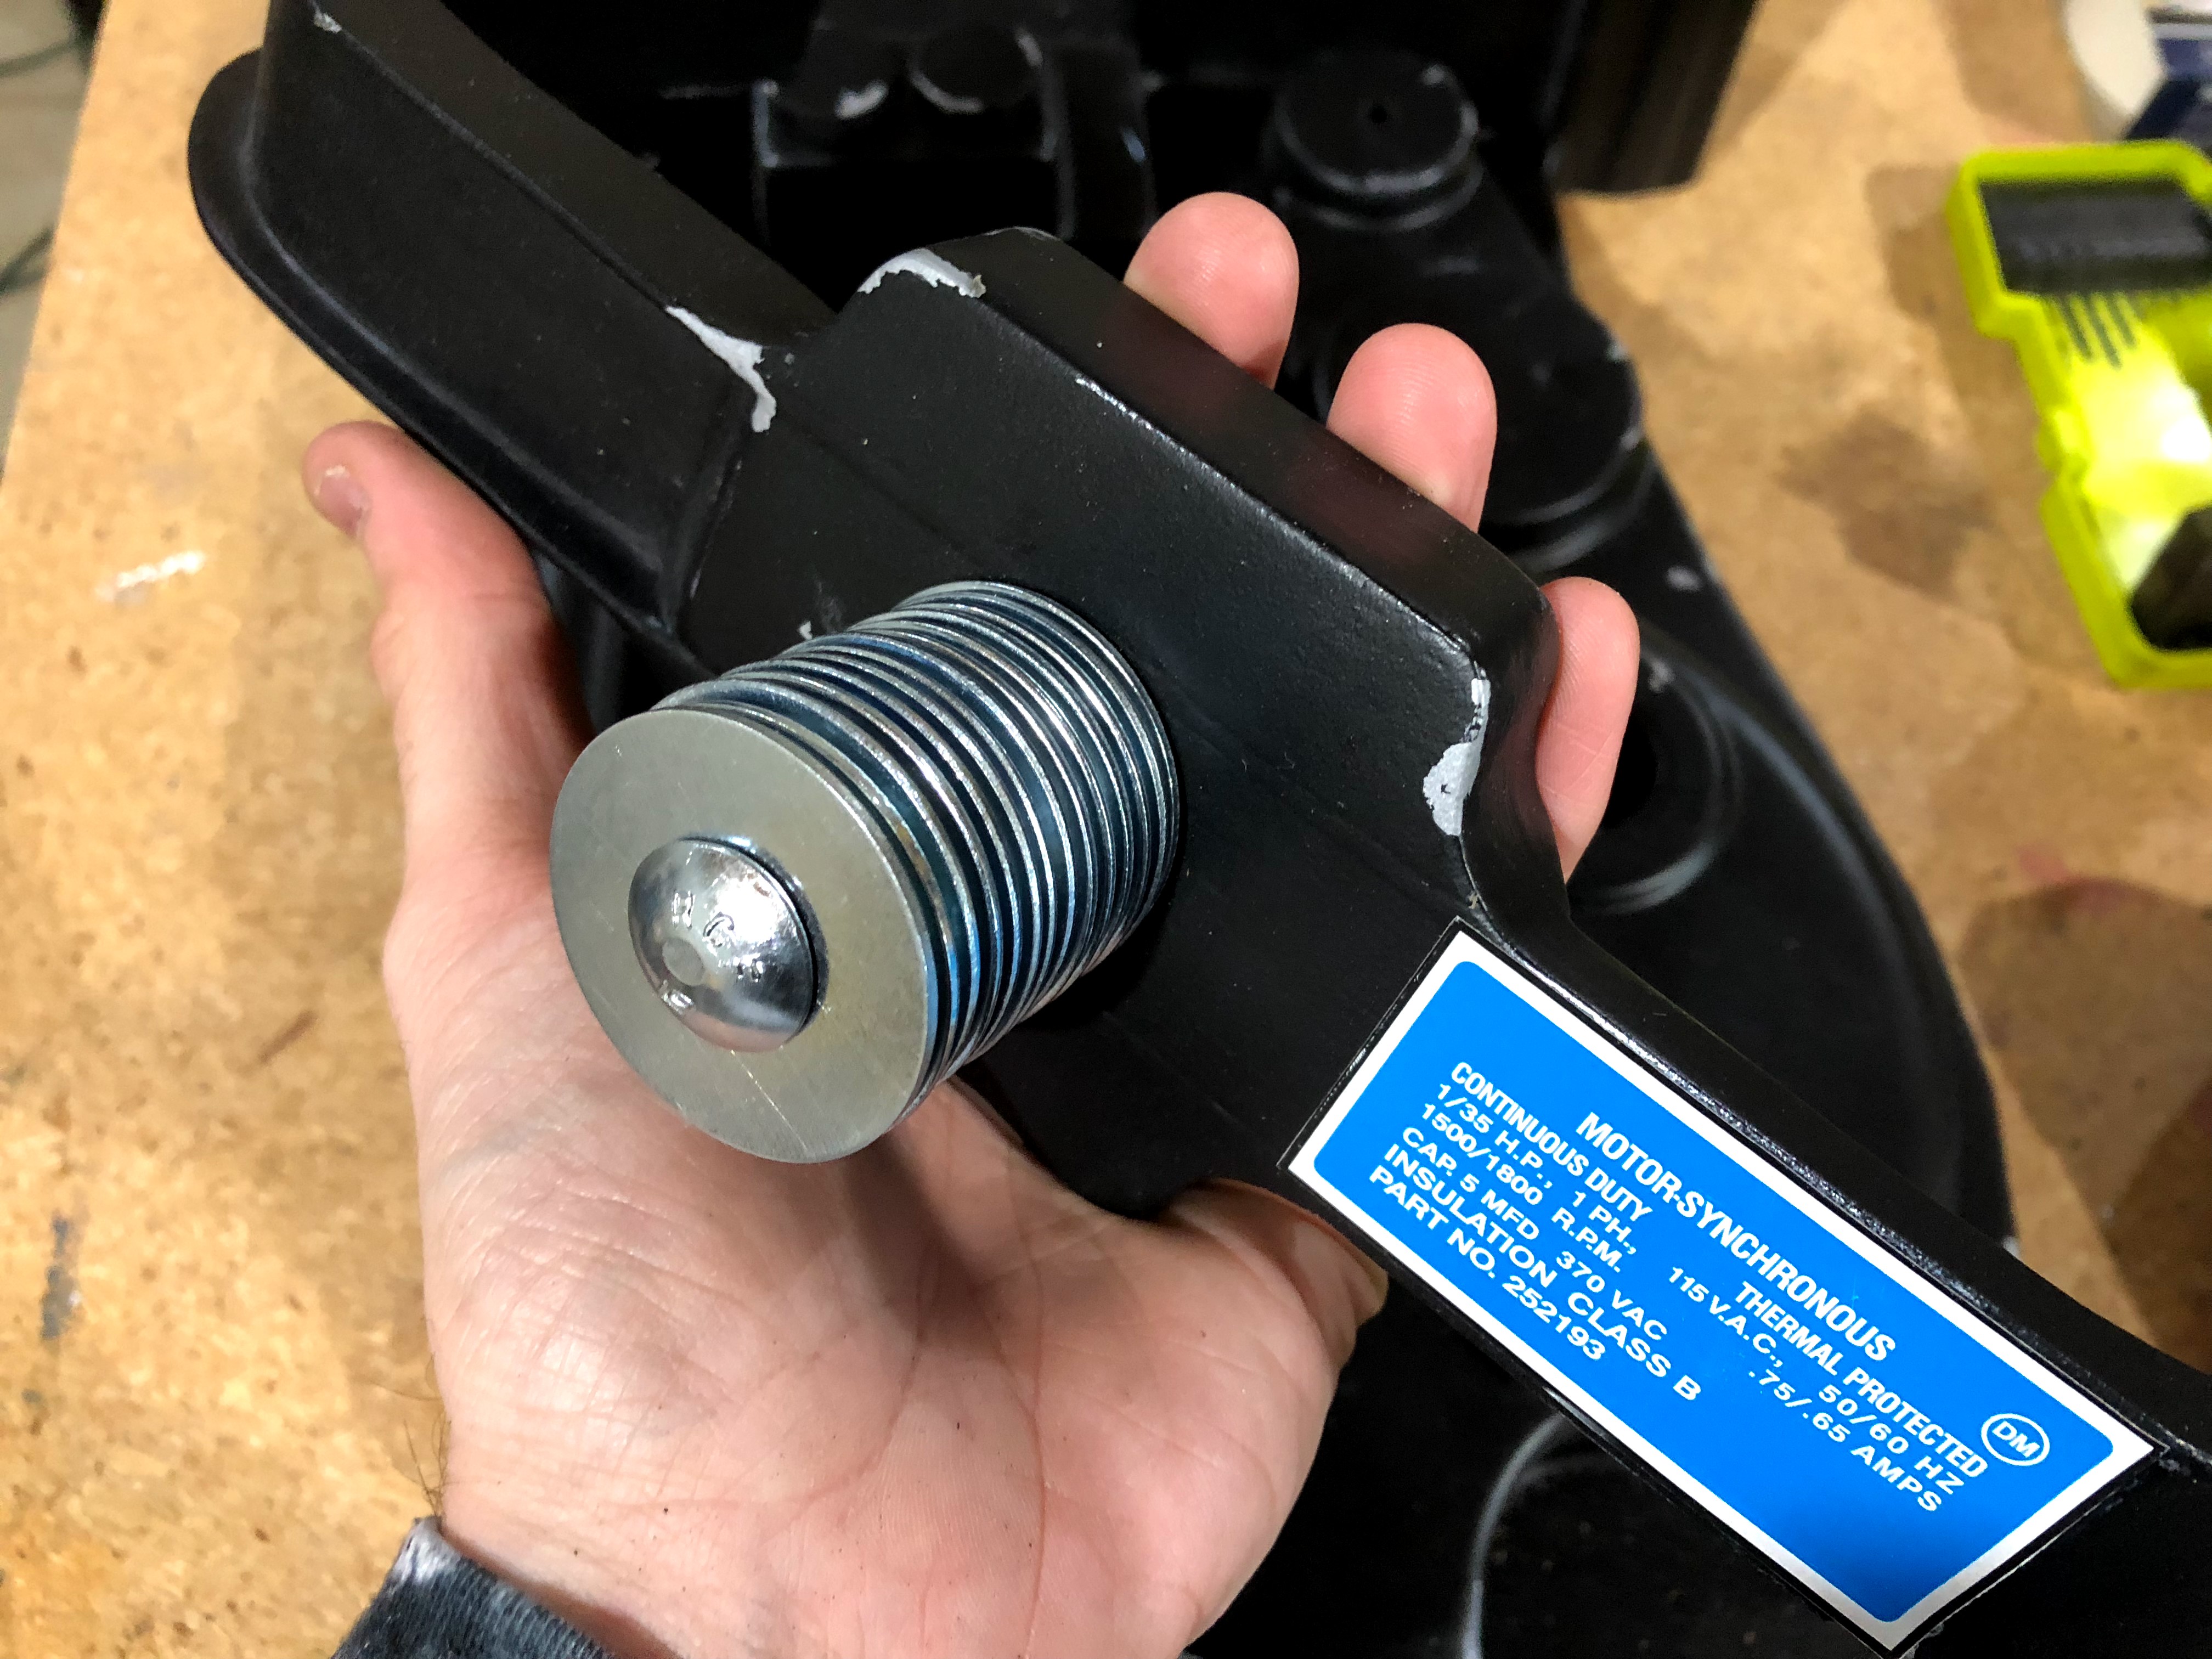 MOTOR-SYNCHRONOUS
CONTINUOUS DUTY THERMAL PROTECTED
1/35 H.P., 1 PH., 115 V.A.C., 50/60 HZ
1500/1800 R.P.M. .75/.65 AMPS
CAP. 5 MFD 370 VAC
INSULATION CLASS B
PART NO. 252193
DM